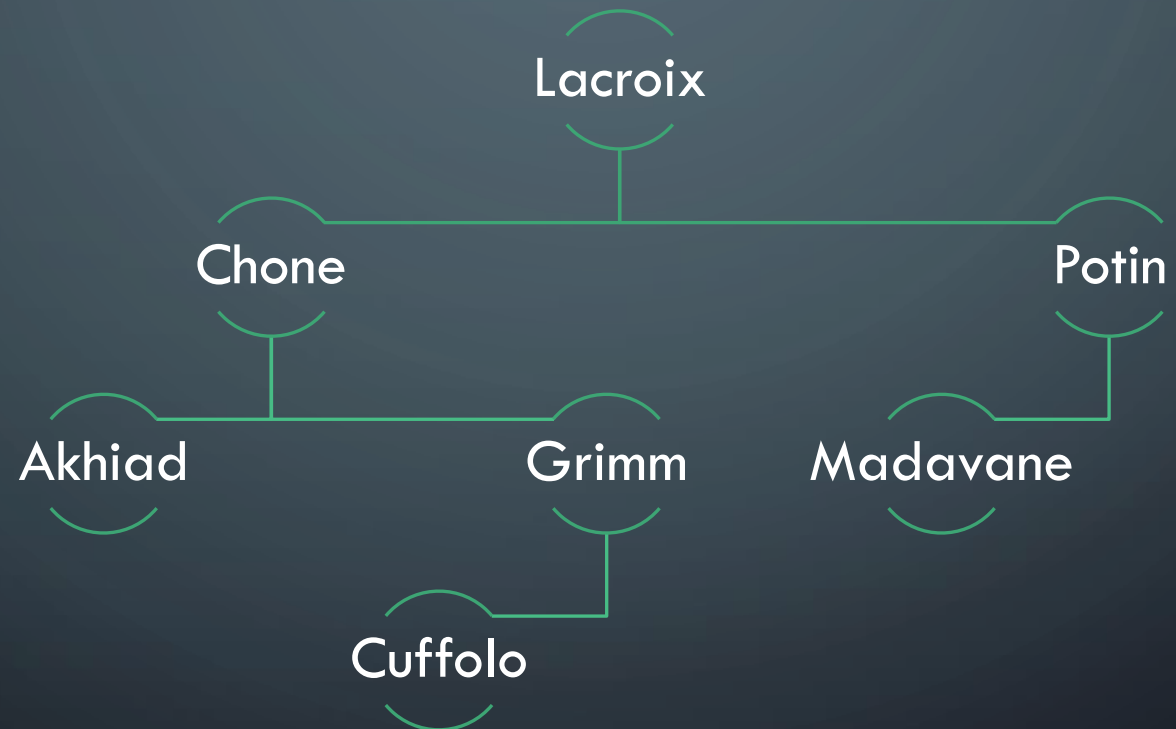 Lacroix
Chone
Potin
Akhiad
Grimm
Madavane
Cuffolo